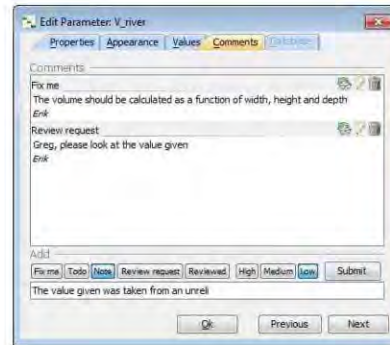 Edit Parameter: V_river
Properties Appearance Values Comments Database
Comments
Fix me
The volume should be calculated as a function of width, height and depth
Erik
Review request
Greg, please look at the value given
Erik
Add
Fix me Todo Note Review request Reviewed High Medium Low Submit
The value given was taken from an unreli
Ok Previous Next